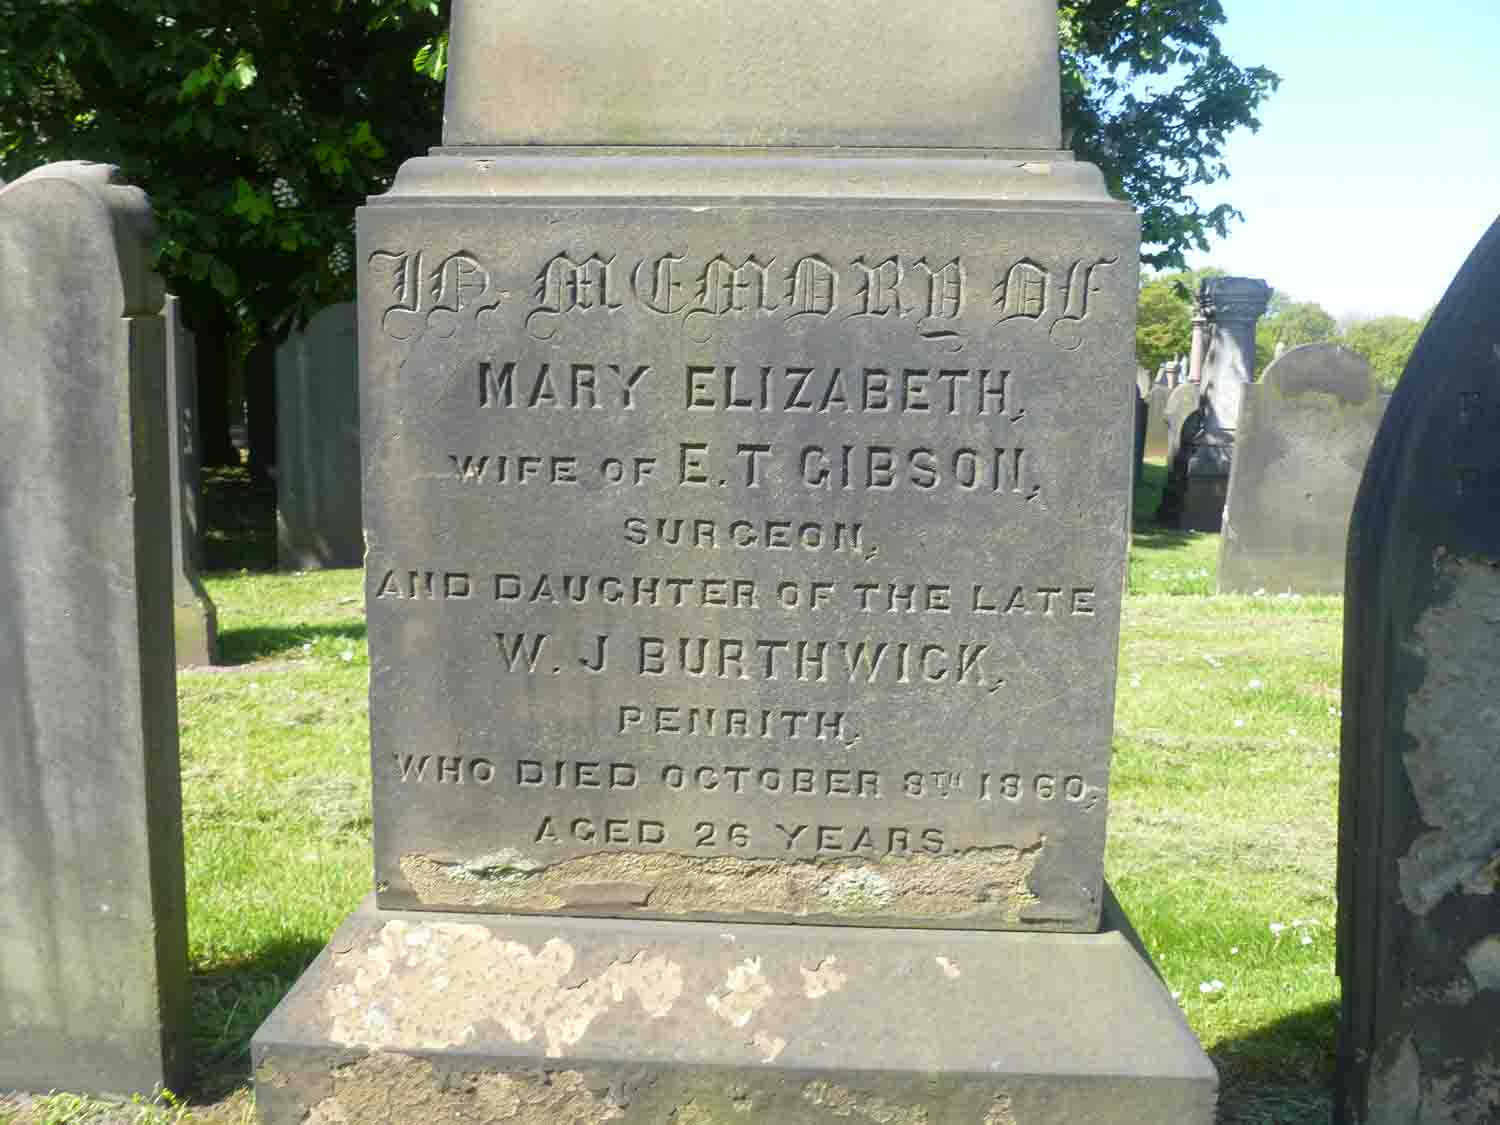 IN MEMORY OF
MARY ELIZABETH,
WIFE OF E. T GIBSON,
SURGEON,
AND DAUGHTER OF THE LATE
W. J BURTHWICK,
PENRITH,
WHO DIED OCTOBER 8TH 1860,
AGED 26 YEARS.